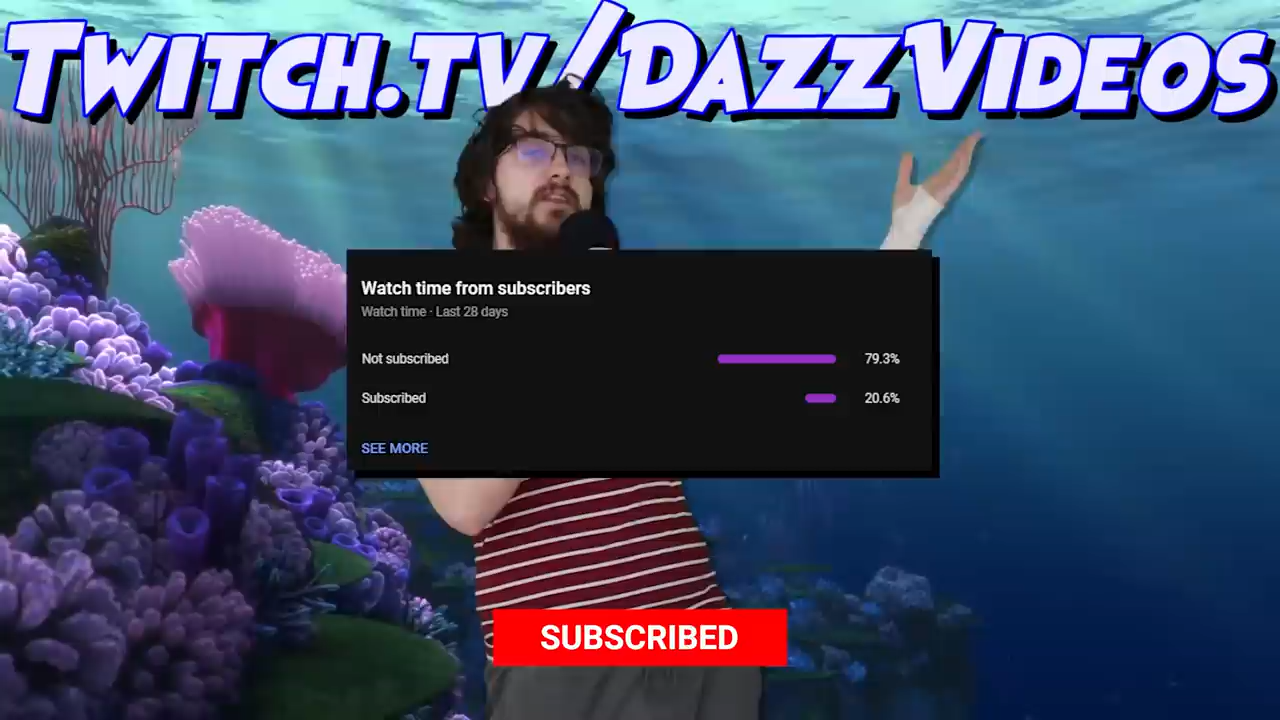 Twitch.tv/DazzVideos
Watch time from subscribers
Watch time · Last 28 days
Not subscribed 79.3%
Subscribed 20.6%
SEE MORE
SUBSCRIBED